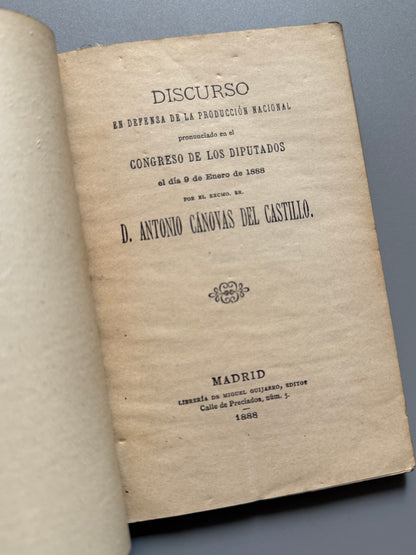 DISCURSO
EN DEFENSA DE LA PRODUCCIÓN NACIONAL
pronunciado en el
CONGRESO DE LOS DIPUTADOS
el día 9 de Enero de 1888
POR EL EXCMO. SR.
D. ANTONIO CÁNOVAS DEL CASTILLO.
MADRID
LIBRERÍA DE MIGUEL GUIJARRO, EDITOR
Calle de Preciados, núm. 5.
1888